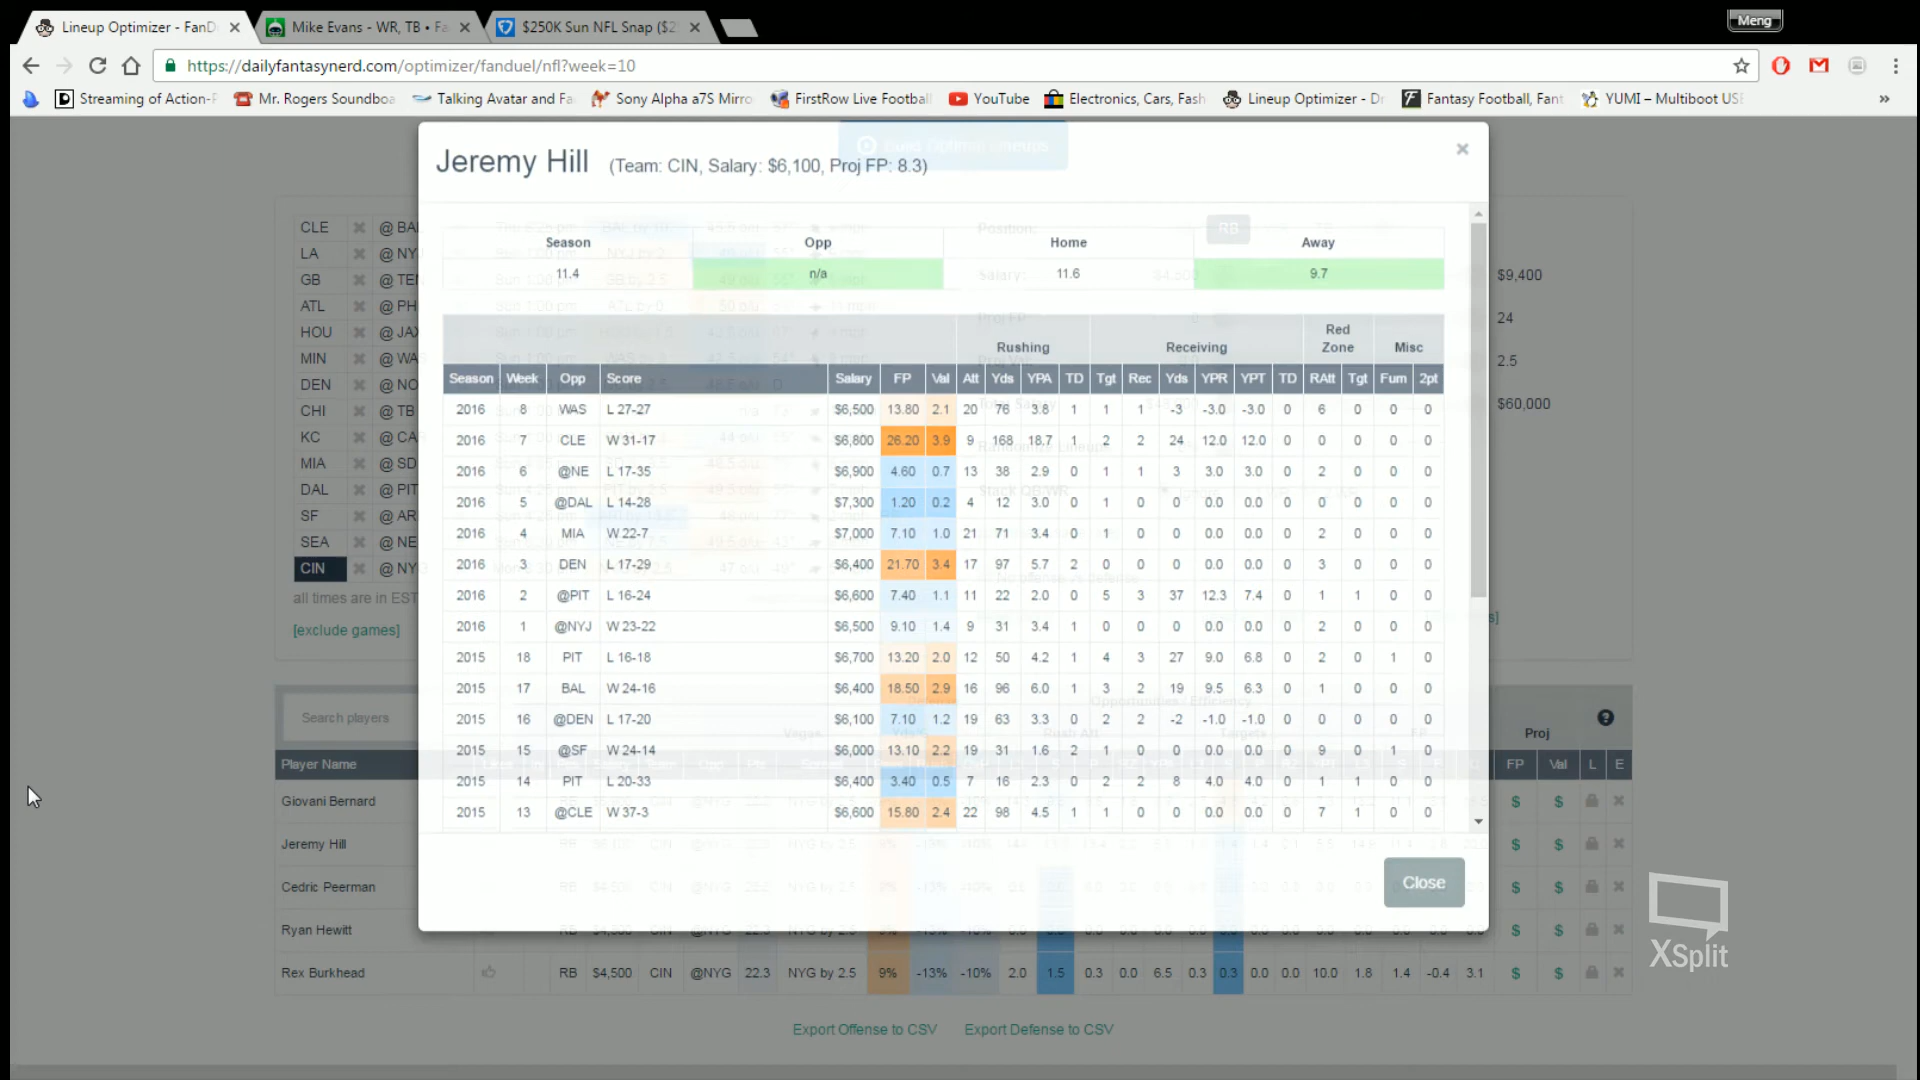 Lineup Optimizer - FanD
Mike Evans - WR, TB • Fa
$250K Sun NFL Snap ($2
Meng
https://dailyfantasynerd.com/optimizer/fanduel/nfl?week=10
Streaming of Action-P
Mr. Rogers Soundboa
Talking Avatar and Fa
Sony Alpha a7S Mirro
FirstRow Live Football
YouTube
Electronics, Cars, Fash
Lineup Optimizer - Dr
Fantasy Football, Fant
YUMI – Multiboot USB
»
Jeremy Hill (Team: CIN, Salary: $6,100, Proj FP: 8.3)
Season Opp Home Away
11.4 n/a 11.6 9.7
Rushing Receiving Red Zone Misc
Season Week Opp Score Salary FP Val Att Yds YPA TD Tgt Rec Yds YPR YPT TD RAtt Tgt Fum 2pt
2016 8 WAS L 27-27 $6,500 13.80 2.1 20 76 3.8 1 1 1 -3 -3.0 -3.0 0 6 0 0 0
2016 7 CLE W 31-17 $6,800 26.20 3.9 9 168 18.7 1 2 2 24 12.0 12.0 0 0 0 0 0
2016 6 @NE L 17-35 $6,900 4.60 0.7 13 38 2.9 0 1 1 3 3.0 3.0 0 2 0 0 0
2016 5 @DAL L 14-28 $7,300 1.20 0.2 4 12 3.0 0 1 0 0 0.0 0.0 0 0 0 0 0
2016 4 MIA W 22-7 $7,000 7.10 1.0 21 71 3.4 0 1 0 0 0.0 0.0 0 2 0 0 0
2016 3 DEN L 17-29 $6,400 21.70 3.4 17 97 5.7 2 0 0 0 0.0 0.0 0 3 0 0 0
2016 2 @PIT L 16-24 $6,600 7.40 1.1 11 22 2.0 0 5 3 37 12.3 7.4 0 1 1 0 0
2016 1 @NYJ W 23-22 $6,500 9.10 1.4 9 31 3.4 1 0 0 0 0.0 0.0 0 2 0 0 0
2015 18 PIT L 16-18 $6,700 13.20 2.0 12 50 4.2 1 4 3 27 9.0 6.8 0 2 0 1 0
2015 17 BAL W 24-16 $6,400 18.50 2.9 16 96 6.0 1 3 2 19 9.5 6.3 0 1 0 0 0
2015 16 @DEN L 17-20 $6,100 7.10 1.2 19 63 3.3 0 2 2 -2 -1.0 -1.0 0 0 0 0 0
2015 15 @SF W 24-14 $6,000 13.10 2.2 19 31 1.6 2 1 0 0 0.0 0.0 0 9 0 1 0
2015 14 PIT L 20-33 $6,400 3.40 0.5 7 16 2.3 0 2 2 8 4.0 4.0 0 1 1 0 0
2015 13 @CLE W 37-3 $6,600 15.80 2.4 22 98 4.5 1 1 0 0 0.0 0.0 0 7 1 0 0
Close
CLE @ BAL
LA @ NYJ
GB @ TEN
ATL @ PH
HOU @ JAX
MIN @ WAS
DEN @ NO
CHI @ TB
KC @ CAR
MIA @ SD
DAL @ PIT
SF @ AR
SEA @ NE
CIN @ NYG
all times are in EST
[exclude games]
$9,400
24
2.5
$60,000
Search players
Proj
Player Name
FP Val L E
Giovani Bernard $ $
Jeremy Hill $ $
Cedric Peerman $ $
Ryan Hewitt $ $
Rex Burkhead RB $4,500 CIN @NYG 22.3 NYG by 2.5 9% -13% -10% 2.0 1.5 0.3 0.0 6.5 0.3 0.3 0.0 0.0 10.0 1.8 1.4 -0.4 3.1 $ $
Export Offense to CSV Export Defense to CSV
XSplit